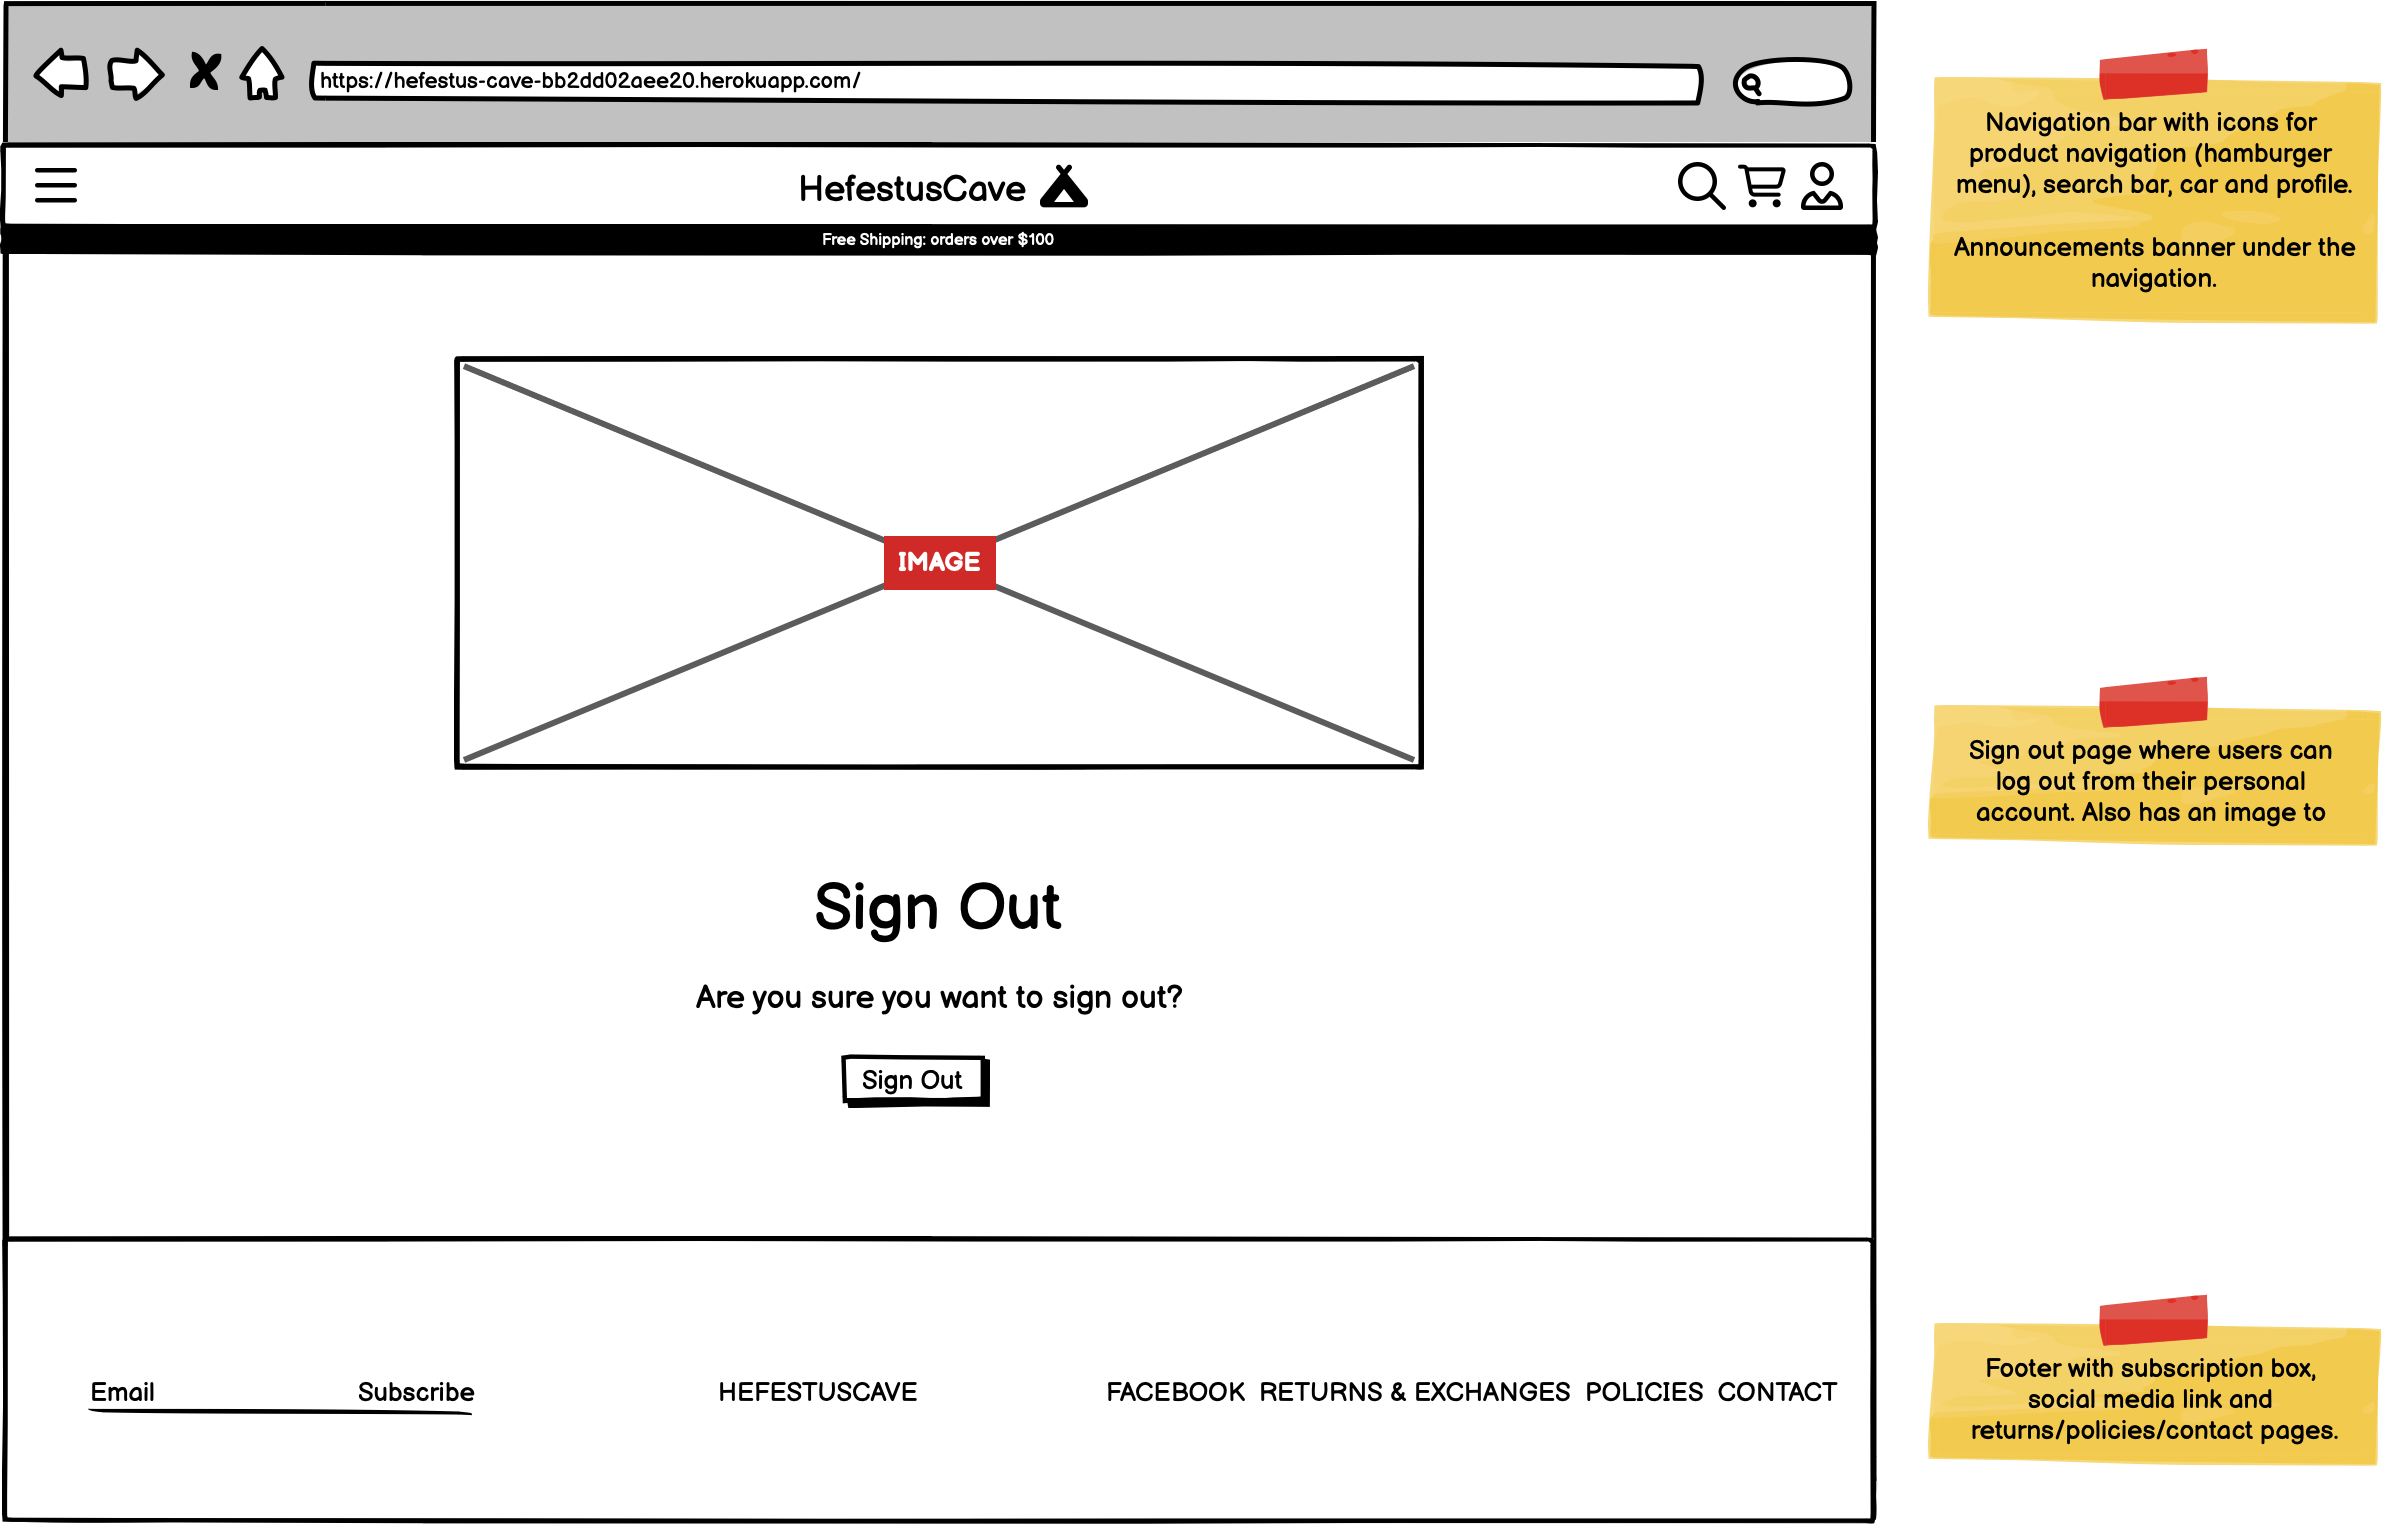 https://hefestus-cave-bb2dd02aee20.herokuapp.com/
HefestusCave
Free Shipping: orders over $100
IMAGE
Sign Out
Are you sure you want to sign out?
Sign Out
Email Subscribe HEFESTUSCAVE FACEBOOK RETURNS & EXCHANGES POLICIES CONTACT
Navigation bar with icons for
product navigation (hamburger
menu), search bar, car and profile.
Announcements banner under the
navigation.
Sign out page where users can
log out from their personal
account. Also has an image to
Footer with subscription box,
social media link and
returns/policies/contact pages.